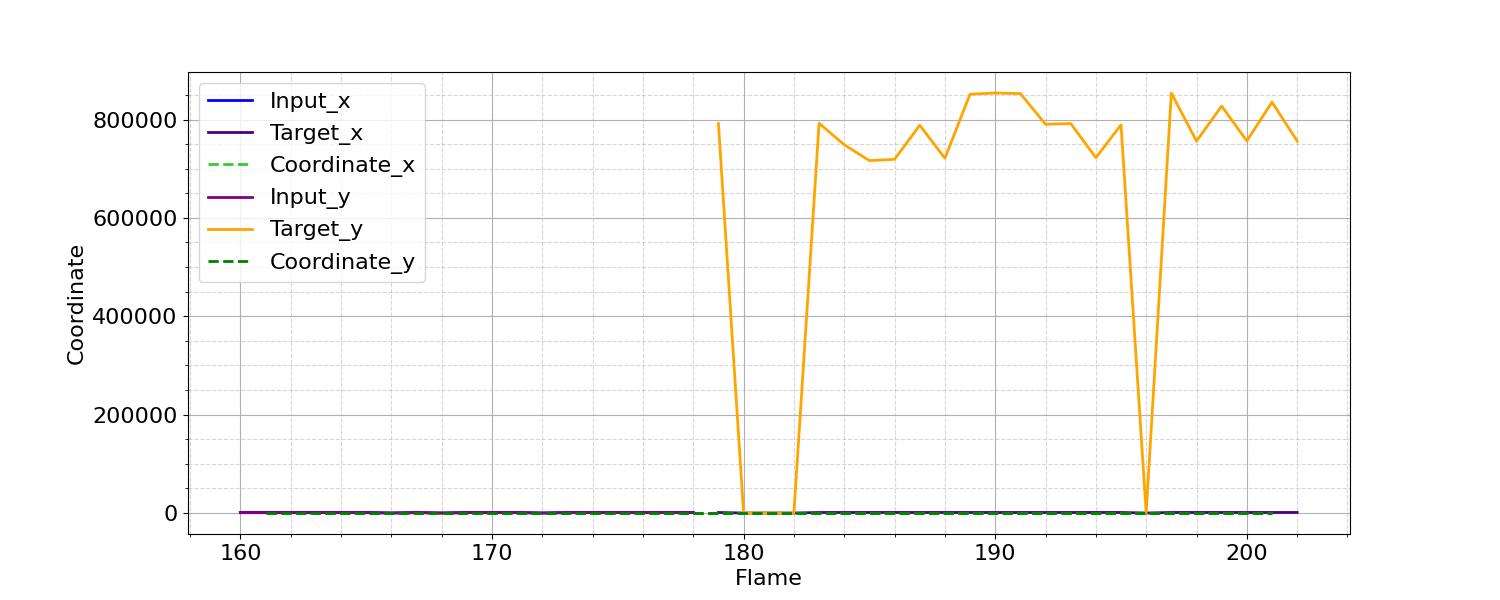 Input_x
Target_x
Coordinate_x
Input_y
Target_y
Coordinate_y
Coordinate
800000
600000
400000
200000
0
160 170 180 190 200
Flame